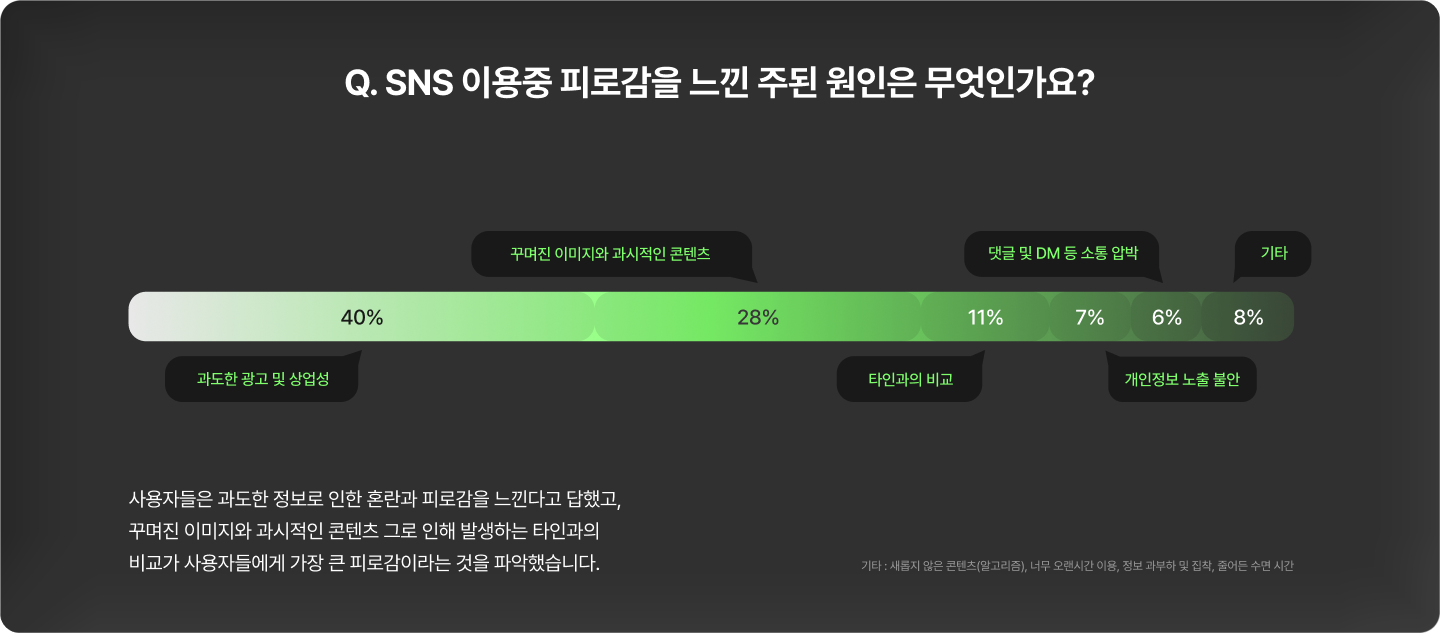 Q. SNS 이용중 피로감을 느낀 주된 원인은 무엇인가요?
꾸며진 이미지와 과시적인 콘텐츠
댓글 및 DM 등 소통 압박
기타
40%
28%
11%
7%
6%
8%
과도한 광고 및 상업성
타인과의 비교
개인정보 노출 불안
사용자들은 과도한 정보로 인한 혼란과 피로감을 느낀다고 답했고,
꾸며진 이미지와 과시적인 콘텐츠 그로 인해 발생하는 타인과의
비교가 사용자들에게 가장 큰 피로감이라는 것을 파악했습니다.
기타 : 새롭지 않은 콘텐츠(알고리즘), 너무 오랜시간 이용, 정보 과부하 및 집착, 줄어든 수면 시간